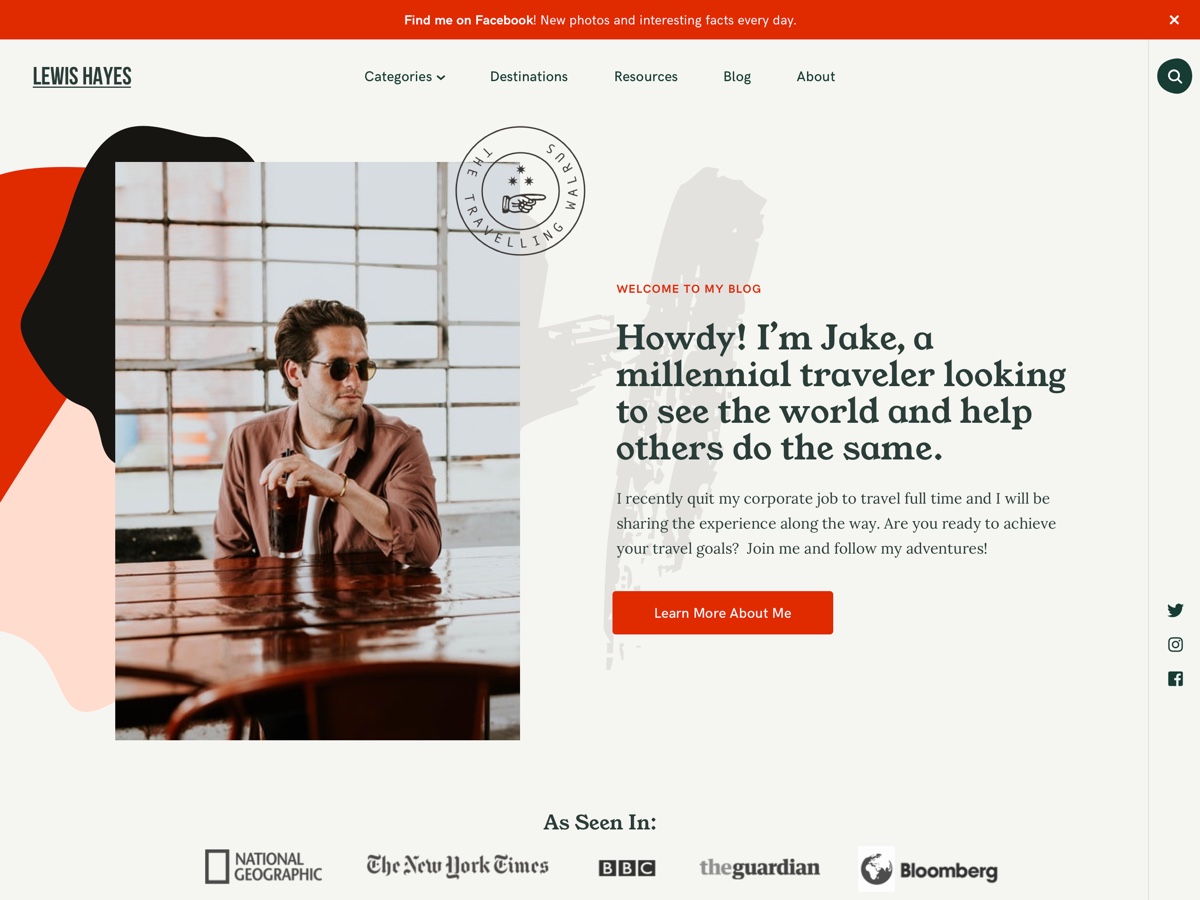 Find me on Facebook! New photos and interesting facts every day.
LEWIS HAYES
Categories
Destinations
Resources
Blog
About
THE TRAVELLING WALRUS
WELCOME TO MY BLOG
Howdy! I’m Jake, a
millennial traveler looking
to see the world and help
others do the same.
I recently quit my corporate job to travel full time and I will be
sharing the experience along the way. Are you ready to achieve
your travel goals?  Join me and follow my adventures!
Learn More About Me
As Seen In:
NATIONAL
GEOGRAPHIC
The New York Times
BBC
theguardian
Bloomberg